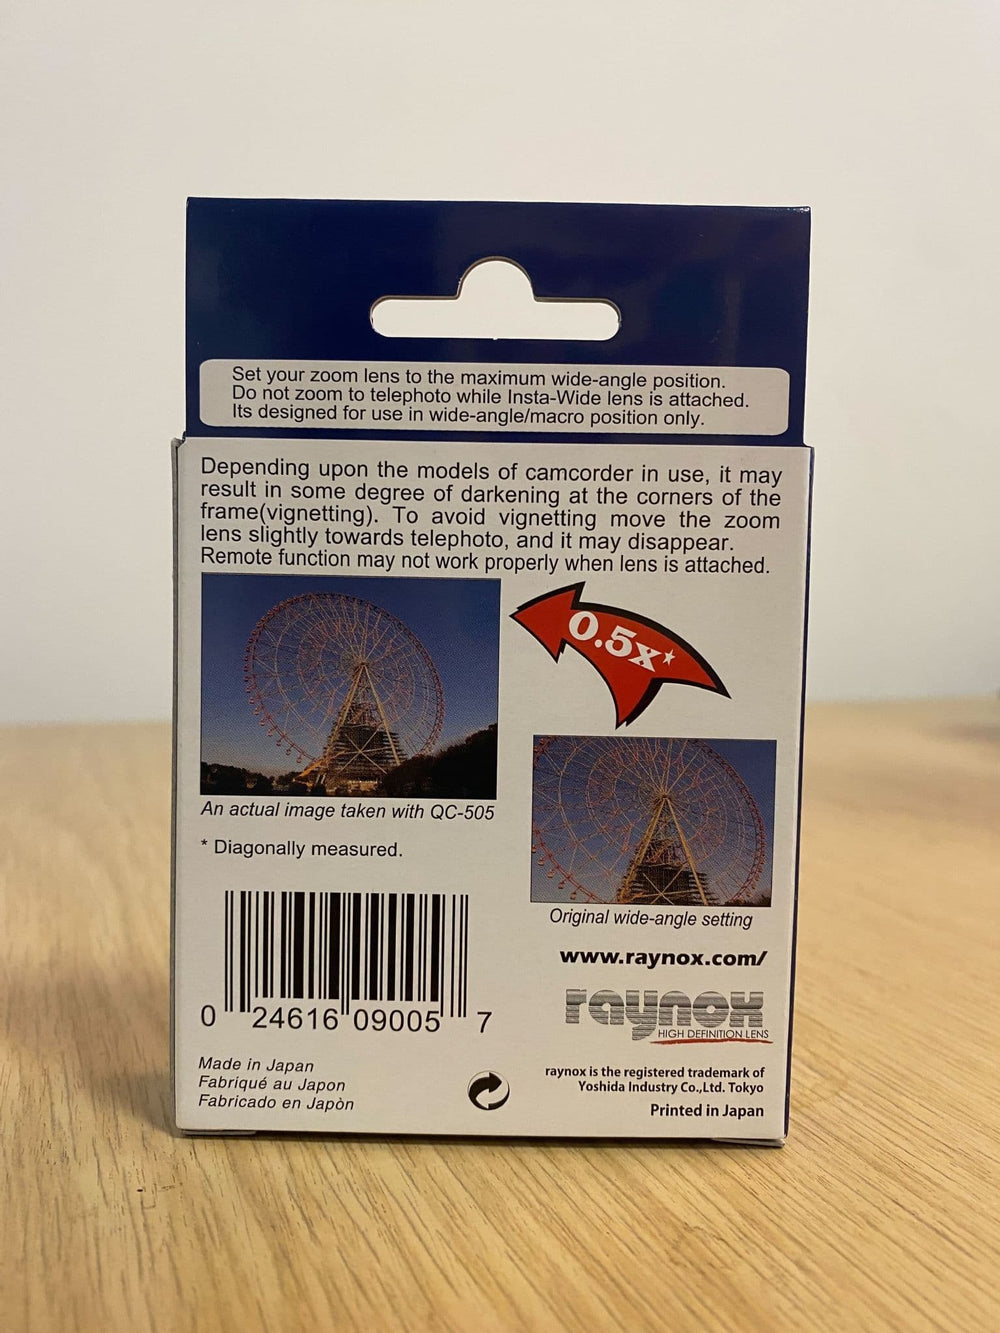 Set your zoom lens to the maximum wide-angle position.
Do not zoom to telephoto while Insta-Wide lens is attached.
Its designed for use in wide-angle/macro position only.
Depending upon the models of camcorder in use, it may
result in some degree of darkening at the corners of the
frame(vignetting). To avoid vignetting move the zoom
lens slightly towards telephoto, and it may disappear.
Remote function may not work properly when lens is attached.
0.5x*
An actual image taken with QC-505
* Diagonally measured.
Original wide-angle setting
www.raynox.com/
raynox
HIGH DEFINITION LENS
0 24616 09005 7
Made in Japan
Fabriqué au Japon
Fabricado en Japòn
raynox is the registered trademark of
Yoshida Industry Co.,Ltd. Tokyo
Printed in Japan